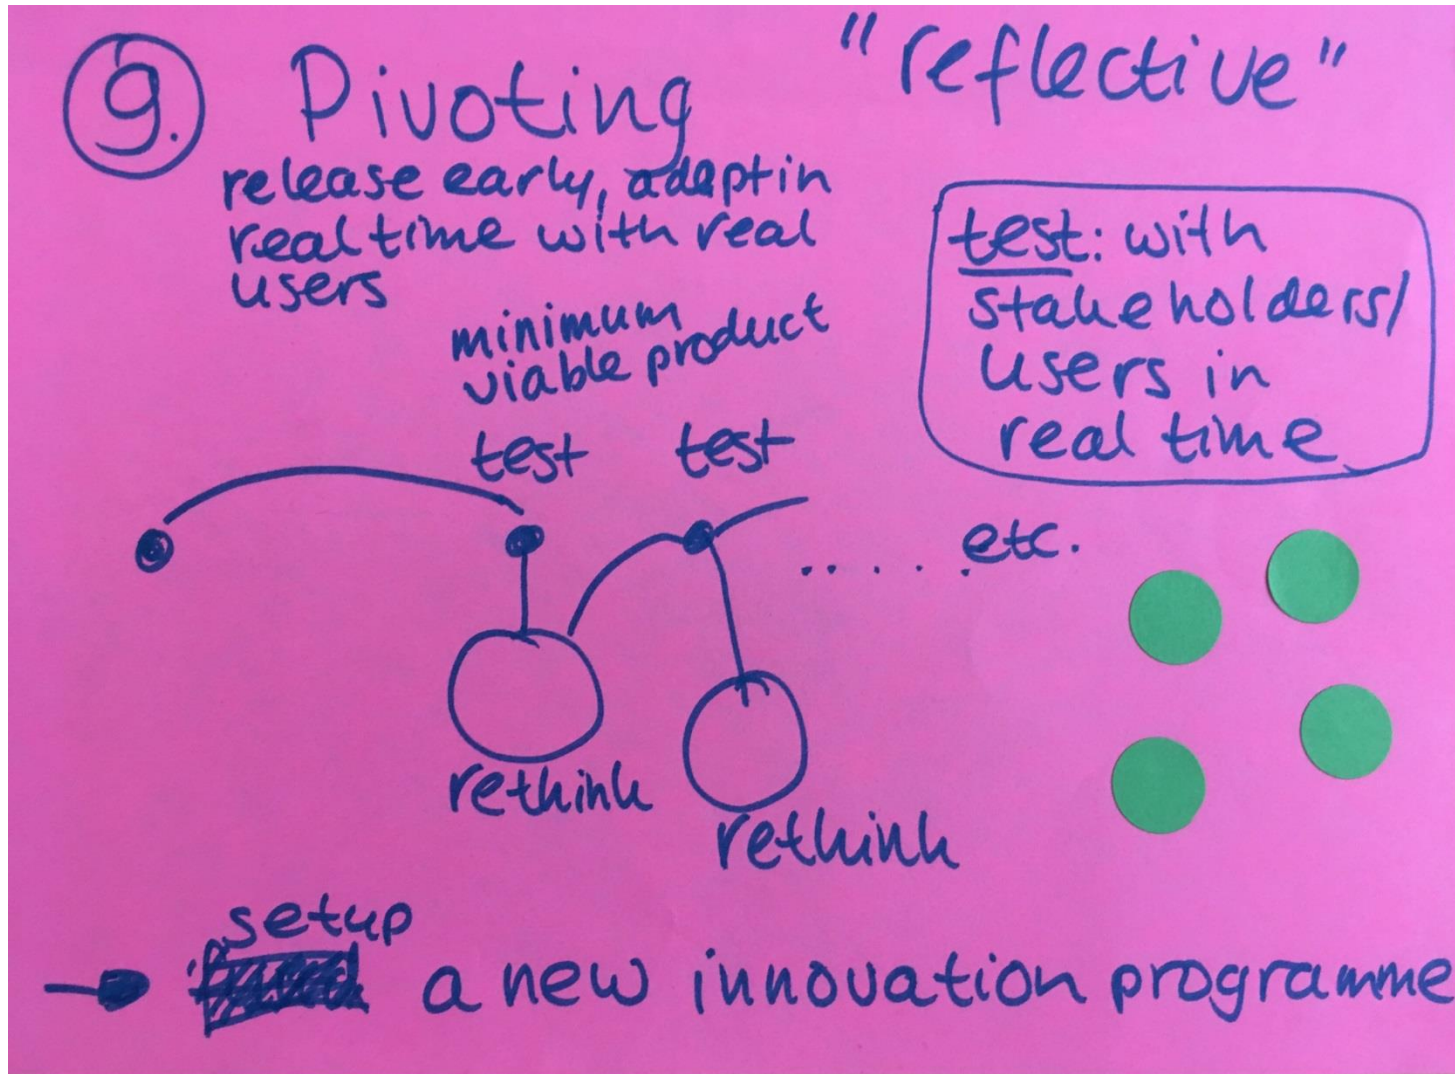 9. Pivoting
"reflective"
release early, adapt in
real time with real
users
test: with
stakeholders/
users in
real time
minimum
viable product
test test
..... etc.
rethink
rethink
setup
a new innovation programme